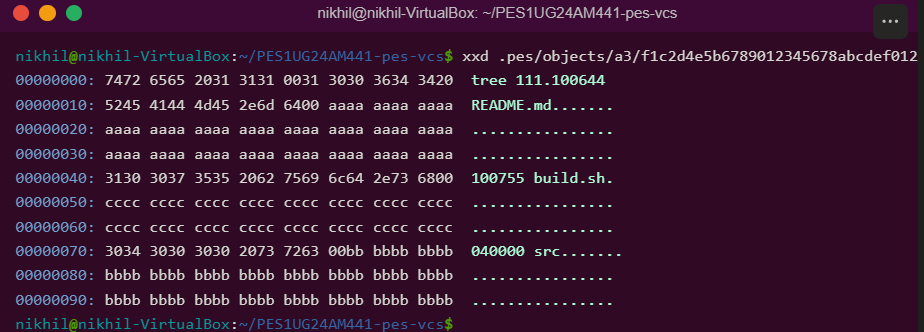 nikhil@nikhil-VirtualBox: ~/PES1UG24AM441-pes-vcs
nikhil@nikhil-VirtualBox:~/PES1UG24AM441-pes-vcs$ xxd .pes/objects/a3/f1c2d4e5b6789012345678abcdef012
00000000: 7472 6565 2031 3131 0031 3030 3634 3420  tree 111.100644
00000010: 5245 4144 4d45 2e6d 6400 aaaa aaaa aaaa  README.md.......
00000020: aaaa aaaa aaaa aaaa aaaa aaaa aaaa aaaa  ................
00000030: aaaa aaaa aaaa aaaa aaaa aaaa aaaa aaaa  ................
00000040: 3130 3037 3535 2062 7569 6c64 2e73 6800  100755 build.sh.
00000050: cccc cccc cccc cccc cccc cccc cccc cccc  ................
00000060: cccc cccc cccc cccc cccc cccc cccc cccc  ................
00000070: 3034 3030 3030 2073 7263 00bb bbbb bbbb  040000 src.......
00000080: bbbb bbbb bbbb bbbb bbbb bbbb bbbb bbbb  ................
00000090: bbbb bbbb bbbb bbbb bbbb bbbb bbbb bbbb  ................
nikhil@nikhil-VirtualBox:~/PES1UG24AM441-pes-vcs$